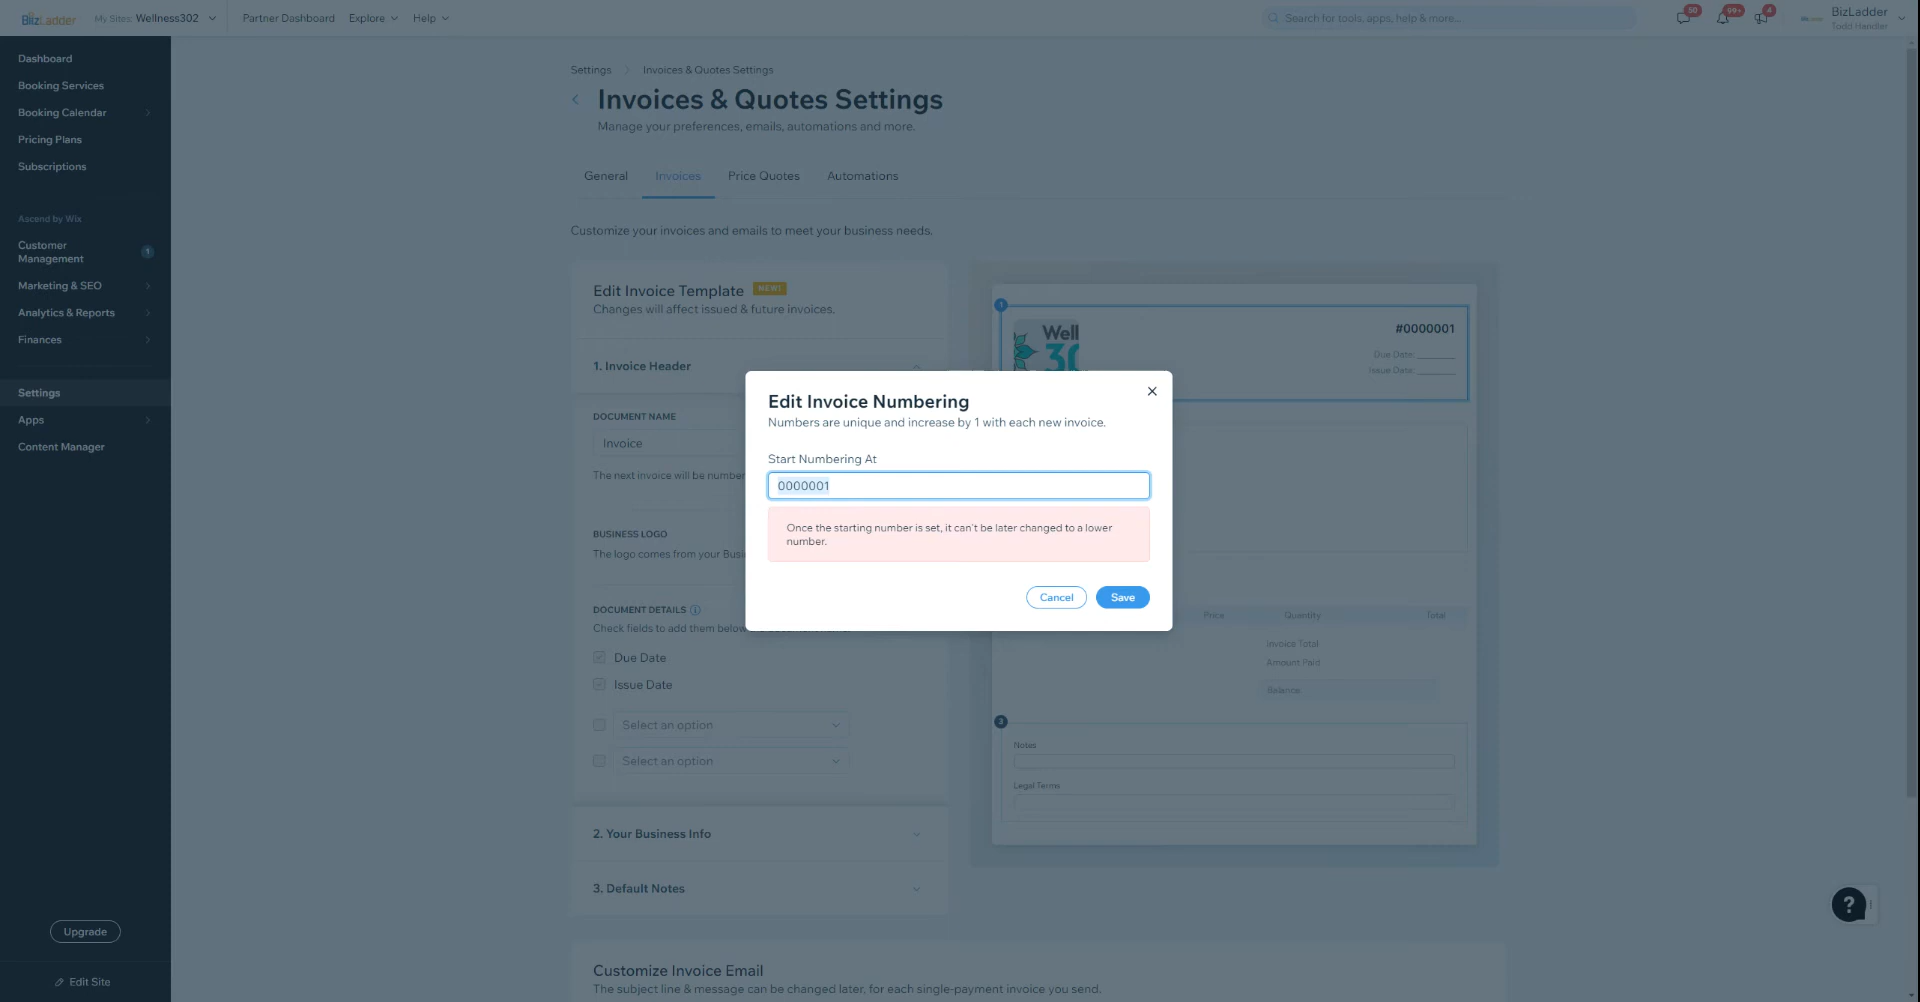 BizLadder
My Sites: Wellness302
Partner Dashboard
Explore
Help
Search for tools, apps, help & more...
50
99+
4
BizLadder
Todd Handler
Dashboard
Booking Services
Booking Calendar
Pricing Plans
Subscriptions
Ascend by Wix
Customer
Management
1
Marketing & SEO
Analytics & Reports
Finances
Settings
Apps
Content Manager
Upgrade
Edit Site
Settings
Invoices & Quotes Settings
Invoices & Quotes Settings
Manage your preferences, emails, automations and more.
General
Invoices
Price Quotes
Automations
Customize your invoices and emails to meet your business needs.
Edit Invoice Template NEW!
Changes will affect issued & future invoices.
1. Invoice Header
DOCUMENT NAME
Invoice
The next invoice will be number
BUSINESS LOGO
The logo comes from your Busi
DOCUMENT DETAILS
Check fields to add them below
Due Date
Issue Date
Select an option
Select an option
2. Your Business Info
3. Default Notes
Customize Invoice Email
The subject line & message can be changed later, for each single-payment invoice you send.
Edit Invoice Numbering
Numbers are unique and increase by 1 with each new invoice.
Start Numbering At
0000001
Once the starting number is set, it can't be later changed to a lower
number.
Cancel
Save
1
Well
30
#0000001
Due Date:
Issue Date:
Price
Quantity
Total
Invoice Total
Amount Paid
Balance
3
Notes
Legal Terms
?